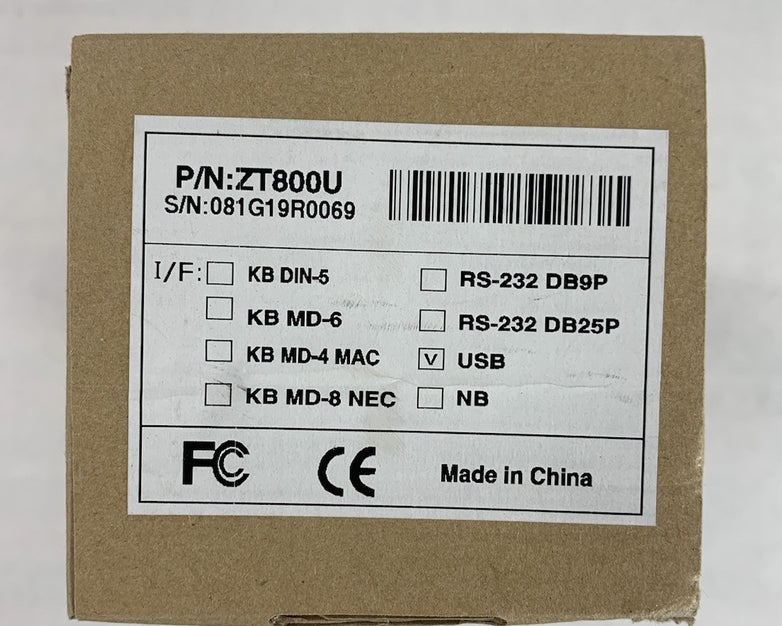 P/N:ZT800U
S/N:081G19R0069
I/F: KB DIN-5 RS-232 DB9P
KB MD-6 RS-232 DB25P
KB MD-4 MAC V USB
KB MD-8 NEC NB
FC CE Made in China